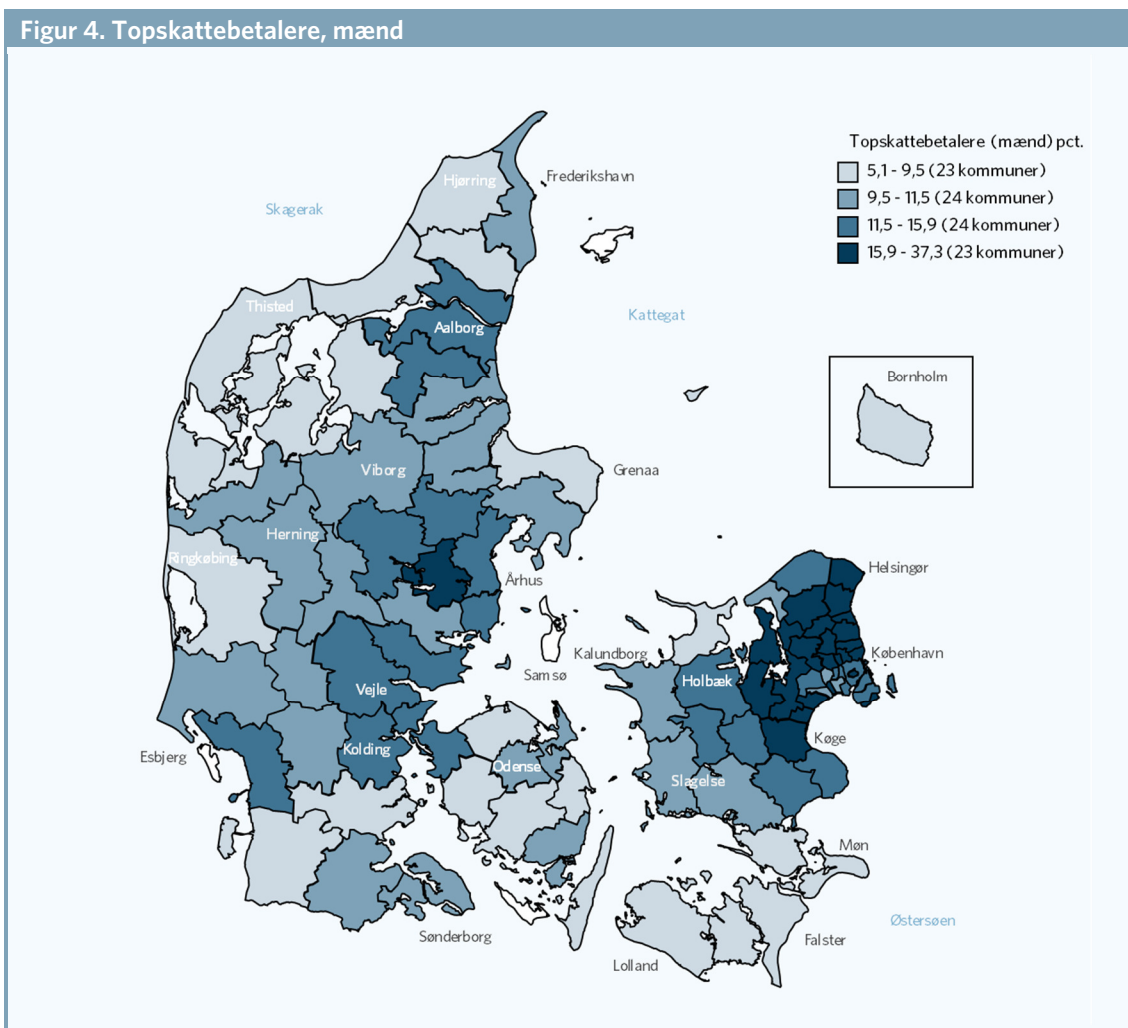 Figur 4. Topskattebetalere, mænd
Topskattebetalere (mænd) pct.
5,1 - 9,5 (23 kommuner)
9,5 - 11,5 (24 kommuner)
11,5 - 15,9 (24 kommuner)
15,9 - 37,3 (23 kommuner)
Hjørring
Frederikshavn
Skagerak
Thisted
Kattegat
Aalborg
Bornholm
Viborg
Grenaa
Herning
Ringkøbing
Helsingør
Århus
Kalundborg
København
Samsø
Holbæk
Vejle
Køge
Kolding
Esbjerg
Odense
Slagelse
Møn
Østersøen
Sønderborg
Falster
Lolland